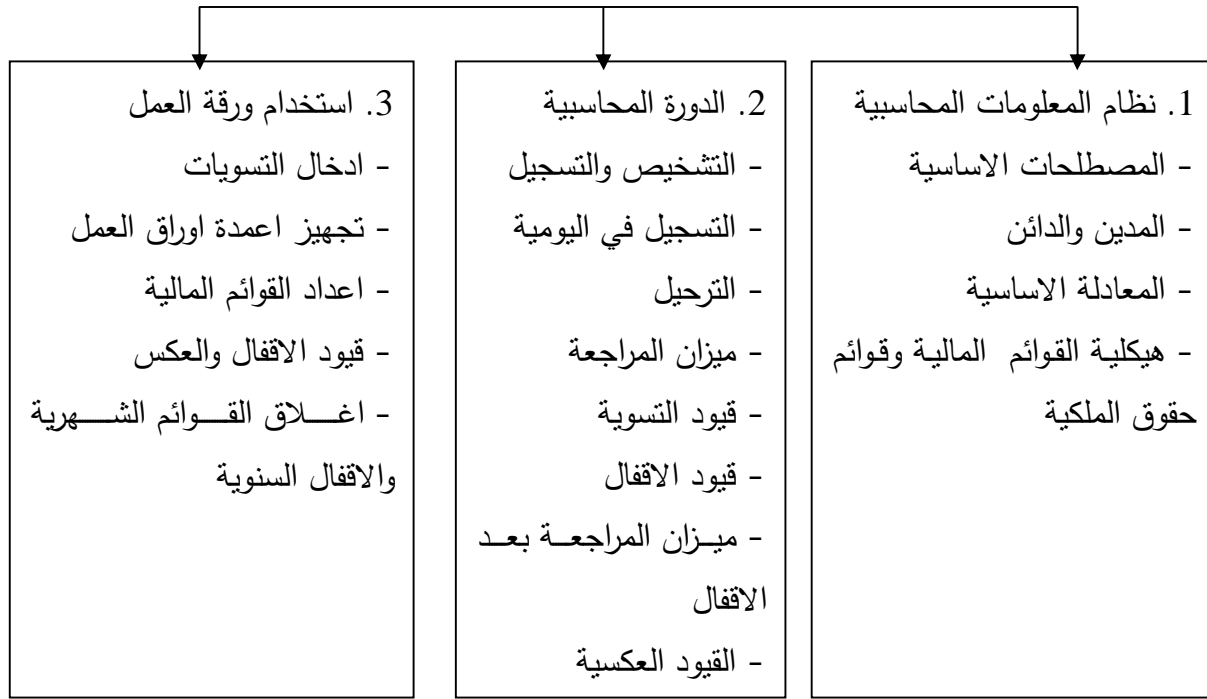 1. نظام المعلومات المحاسبية
- المصطلحات الاساسية
- المدين والدائن
- المعادلة الاساسية
- هيكلية القوائم المالية وقوائم
حقوق الملكية
2. الدورة المحاسبية
- التشخيص والتسجيل
- التسجيل في اليومية
- الترحيل
- ميزان المراجعة
- قيود التسوية
- قيود الاقفال
- ميزان المراجعة بعد
الاقفال
- القيود العكسية
3. استخدام ورقة العمل
- ادخال التسويات
- تجهيز اعمدة اوراق العمل
- اعداد القوائم المالية
- قيود الاقفال والعكس
- اغلاق القوائم الشهرية
والاقفال السنوية